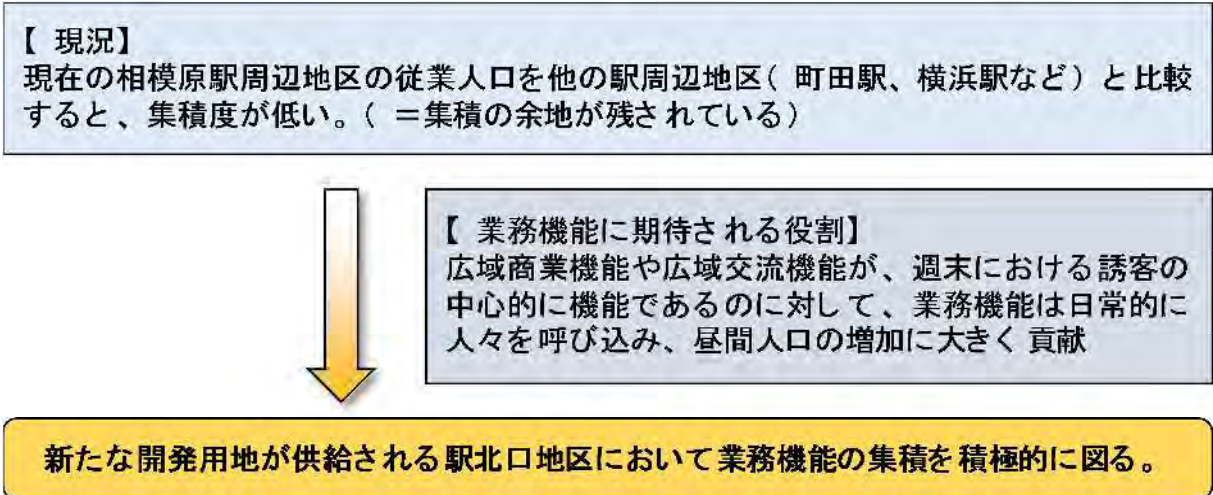 【 現況】
現在の相模原駅周辺地区の従業人口を他の駅周辺地区( 町田駅、横浜駅など) と比較
すると、集積度が低い。( ＝集積の余地が残されている)
【 業務機能に期待される役割】
広域商業機能や広域交流機能が、週末における誘客の
中心的に機能であるのに対して、業務機能は日常的に
人々を呼び込み、昼間人口の増加に大きく貢献
新たな開発用地が供給される駅北口地区において業務機能の集積を積極的に図る。